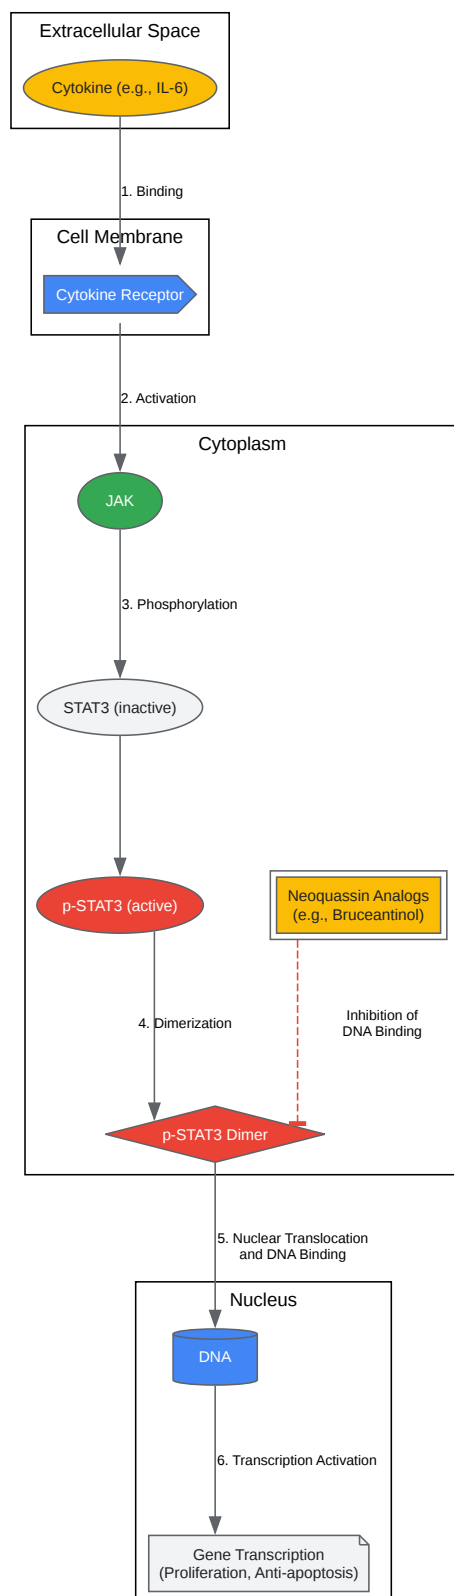 Extracellular Space
Cytokine (e.g., IL-6)
1. Binding
Cell Membrane
Cytokine Receptor
2. Activation
Cytoplasm
JAK
3. Phosphorylation
STAT3 (inactive)
p-STAT3 (active)
Neoquassin Analogs
(e.g., Bruceantinol)
4. Dimerization
Inhibition of
DNA Binding
p-STAT3 Dimer
5. Nuclear Translocation
and DNA Binding
Nucleus
DNA
6. Transcription Activation
Gene Transcription
(Proliferation, Anti-apoptosis)